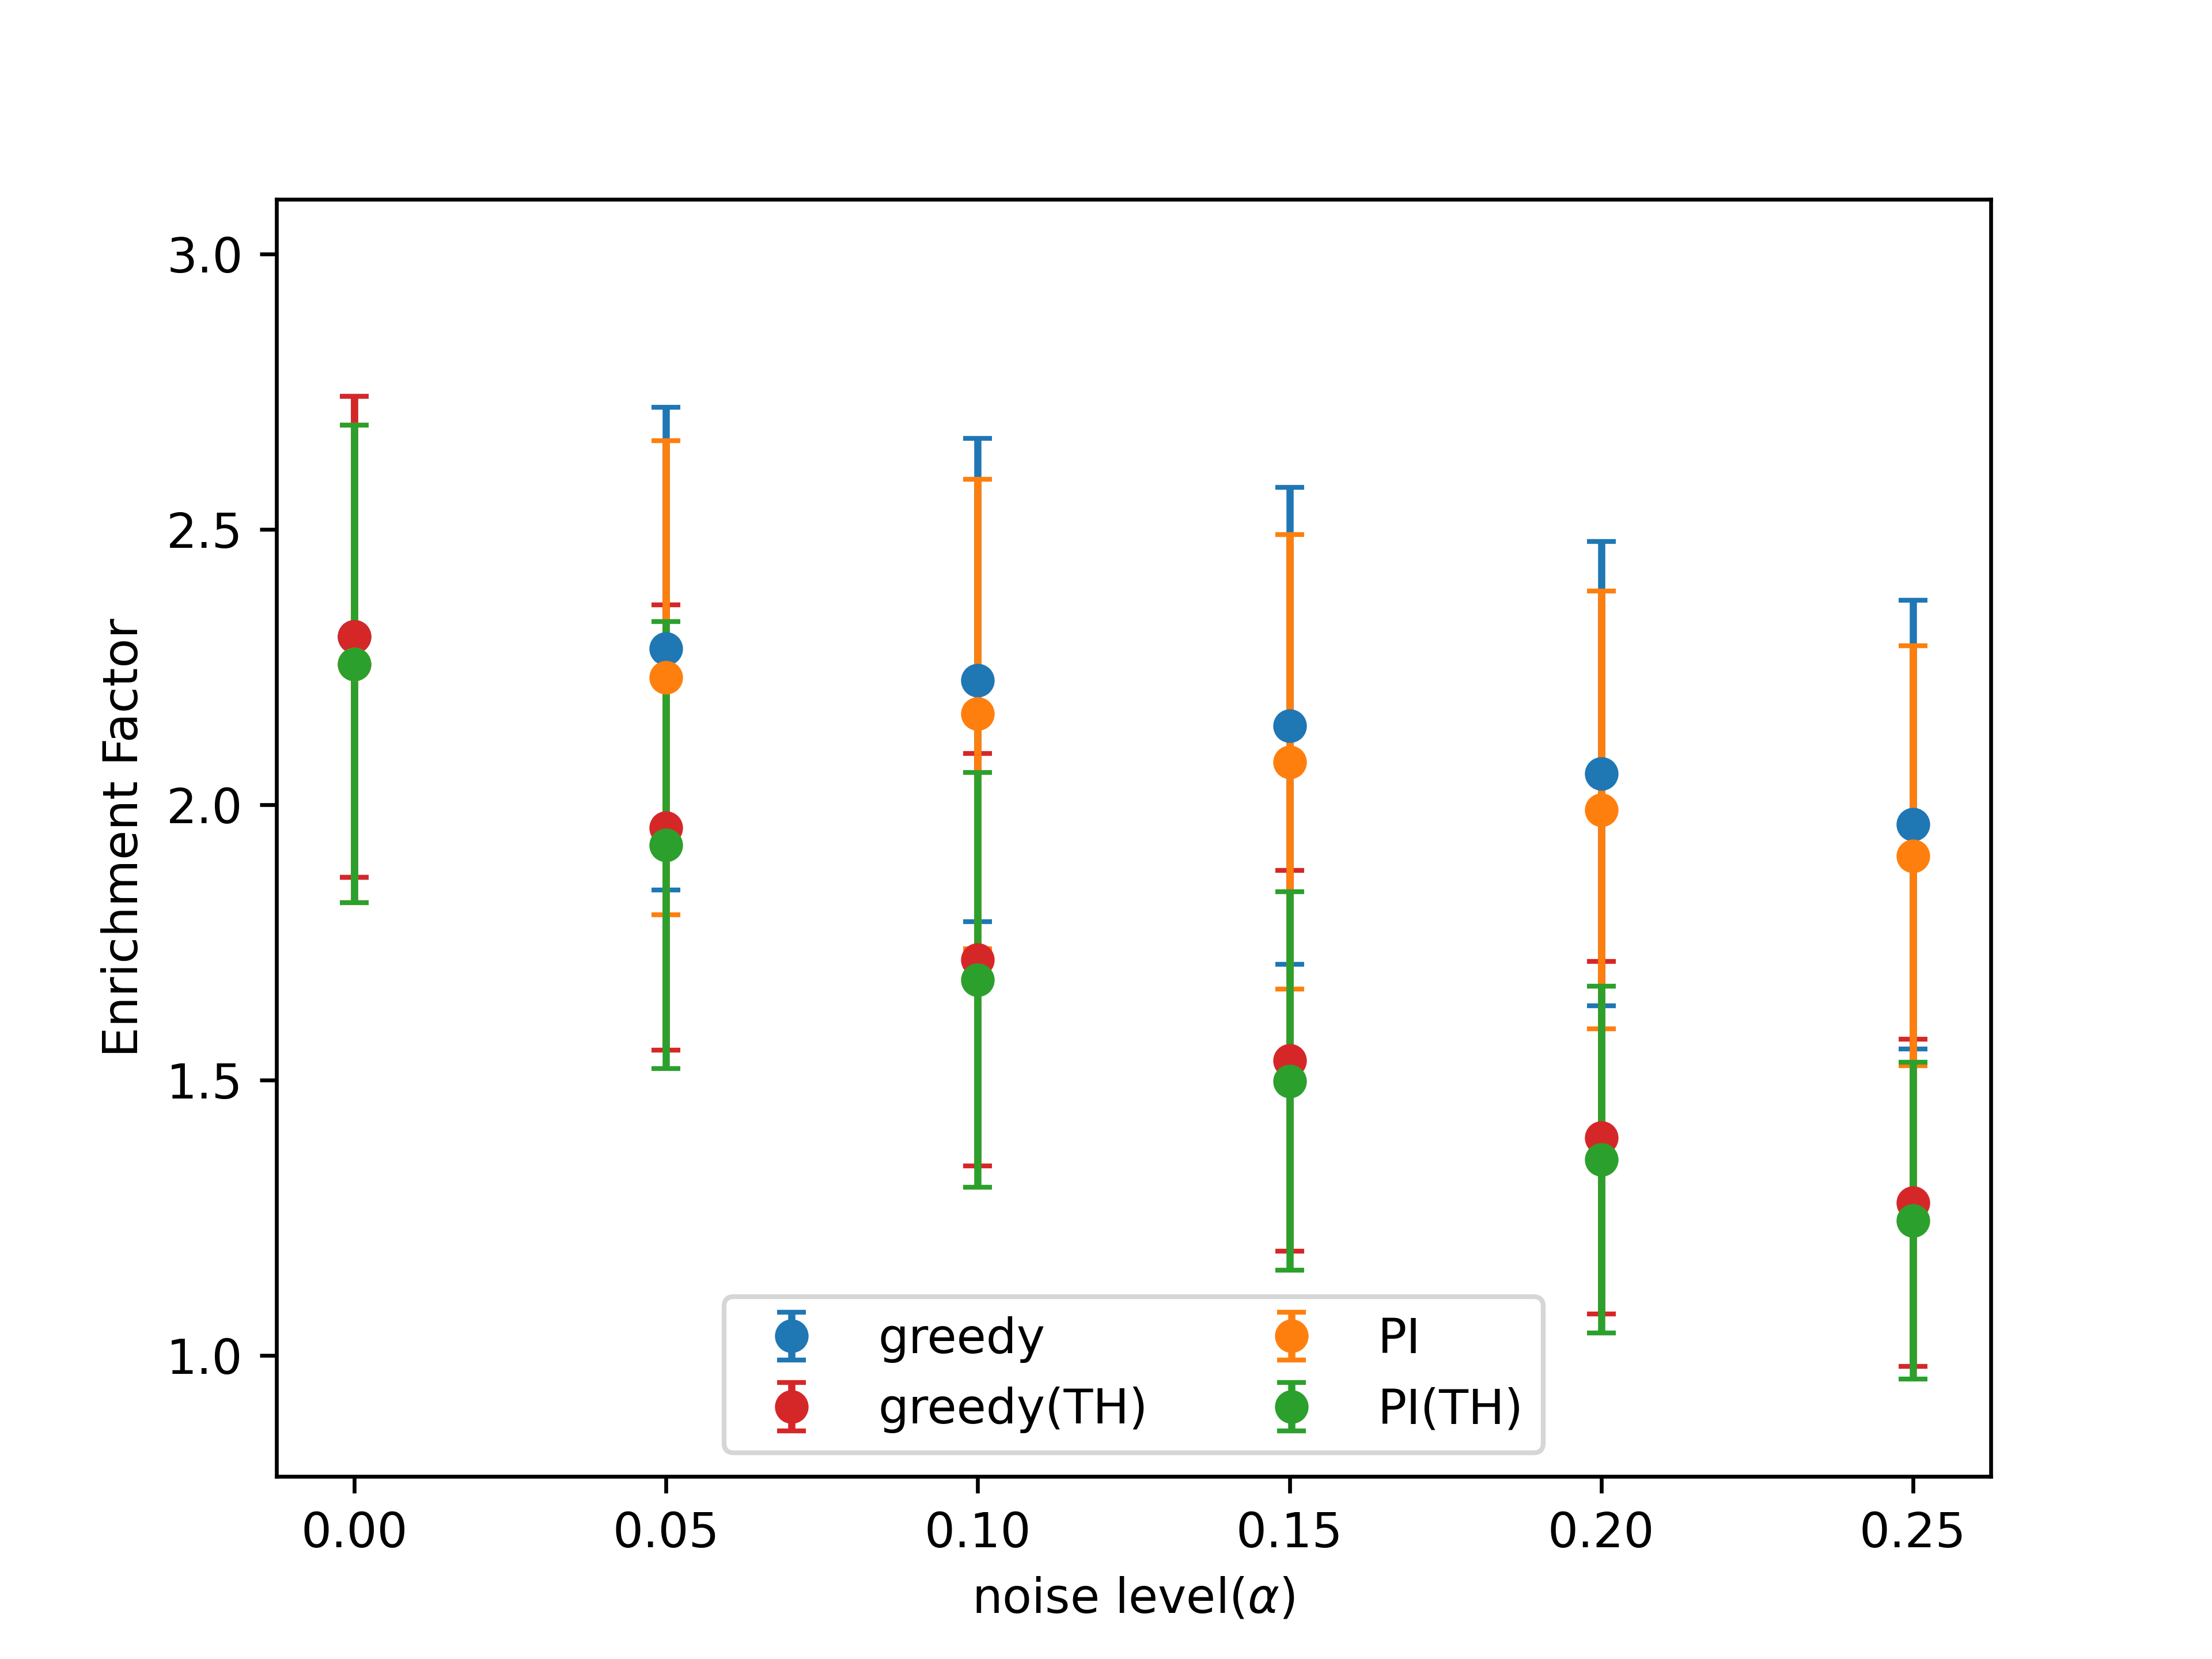 3.0
2.5
2.0
1.5
1.0
Enrichment Factor
greedy
greedy(TH)
PI
PI(TH)
0.00 0.05 0.10 0.15 0.20 0.25
noise level(α)